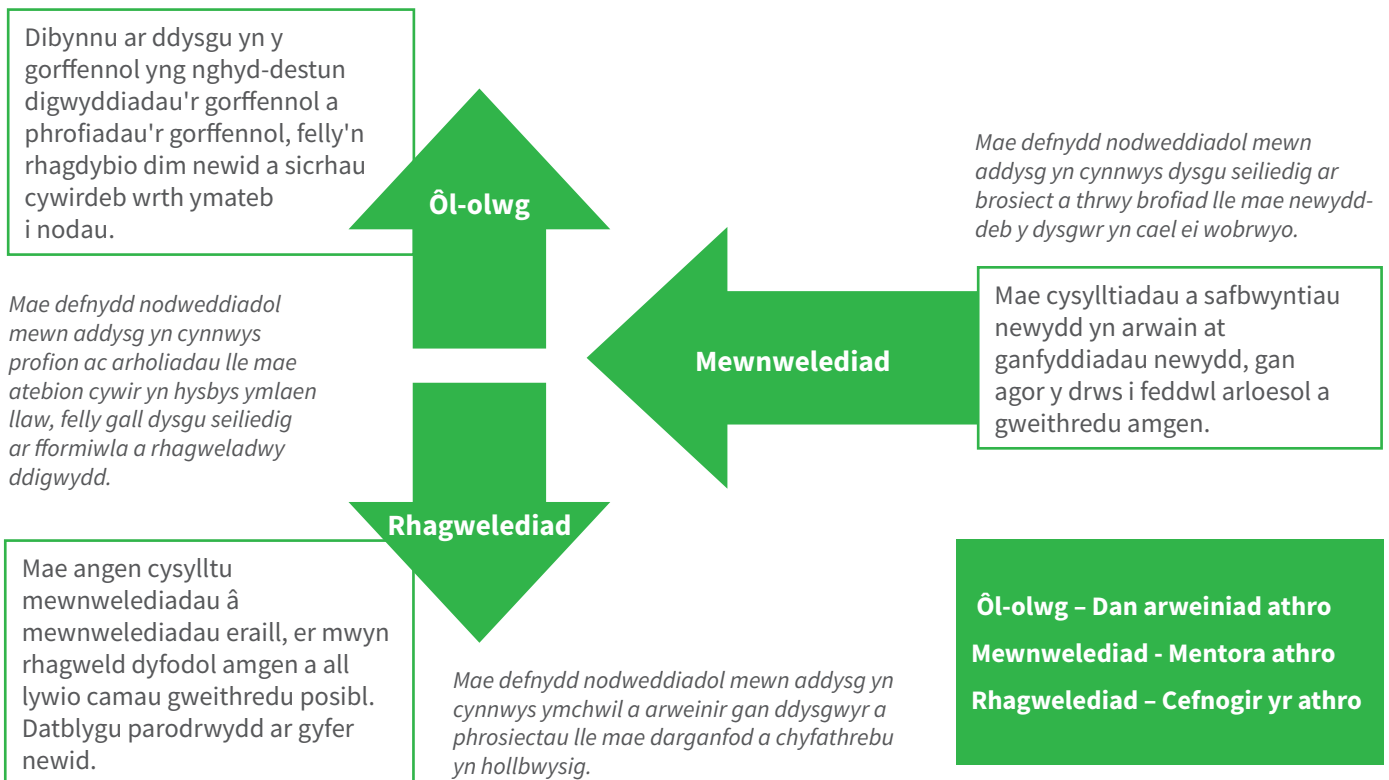 Dibynnu ar ddysgu yn y
gorffennol yng nghyd-destun
digwyddiadau'r gorffennol a
phrofiadau'r gorffennol, felly'n
rhagdybio dim newid a sicrhau
cywirdeb wrth ymateb
i nodau.
Ôl-olwg
Mae defnydd nodweddiadol
mewn addysg yn cynnwys
profion ac arholiadau lle mae
atebion cywir yn hysbys ymlaen
llaw, felly gall dysgu seiliedig
ar fformiwla a rhagweladwy
ddigwydd.
Mae defnydd nodweddiadol mewn
addysg yn cynnwys dysgu seiliedig ar
brosiect a thrwy brofiad lle mae newydd-
deb y dysgwr yn cael ei wobrwyo.
Mewnwelediad
Mae cysylltiadau a safbwyntiau
newydd yn arwain at
ganfyddiadau newydd, gan
agor y drws i feddwl arloesol a
gweithredu amgen.
Rhagwelediad
Mae angen cysylltu
mewnwelediadau â
mewnwelediadau eraill, er mwyn
rhagweld dyfodol amgen a all
lywio camau gweithredu posibl.
Datblygu parodrwydd ar gyfer
newid.
Mae defnydd nodweddiadol mewn addysg yn
cynnwys ymchwil a arweinir gan ddysgwyr a
phrosiectau lle mae darganfod a chyfathrebu
yn hollbwysig.
Ôl-olwg – Dan arweiniad athro
Mewnwelediad - Mentora athro
Rhagwelediad – Cefnogir yr athro